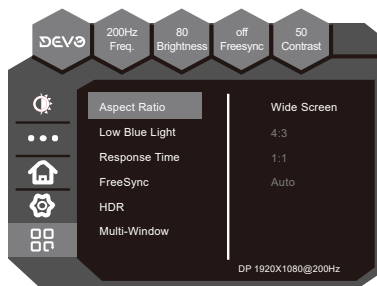 DEV9
200Hz
Freq.
80
Brightness
off
Freesync
50
Contrast
Aspect Ratio
Wide Screen
Low Blue Light
4:3
Response Time
1:1
FreeSync
Auto
HDR
Multi-Window
DP 1920X1080@200Hz